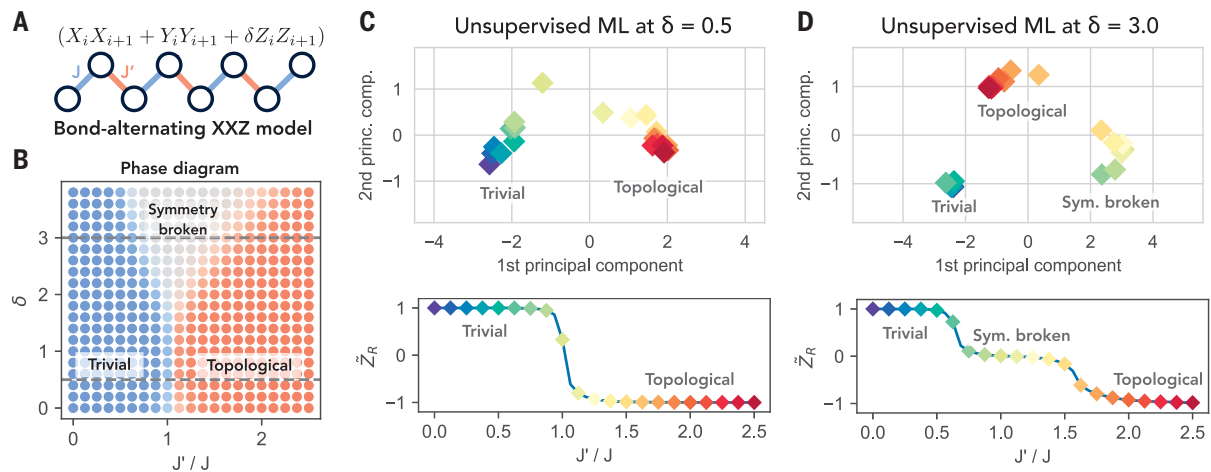 A
(X_iX_{i+1} + Y_iY_{i+1} + δZ_iZ_{i+1})
J J'
Bond-alternating XXZ model
B
Phase diagram
Symmetry
broken
Trivial
Topological
δ
3
2
1
0
0 1 2
J' / J
C
Unsupervised ML at δ = 0.5
2nd princ. comp.
1
0
−1
Trivial
Topological
−4 −2 0 2 4
1st principal component
Z̃_R
1
0
−1
Trivial
Topological
0.0 0.5 1.0 1.5 2.0 2.5
J' / J
D
Unsupervised ML at δ = 3.0
2nd princ. comp.
1
0
−1
Topological
Trivial
Sym. broken
−4 −2 0 2 4
1st principal component
Z̃_R
1
0
−1
Trivial
Sym. broken
Topological
0.0 0.5 1.0 1.5 2.0 2.5
J' / J